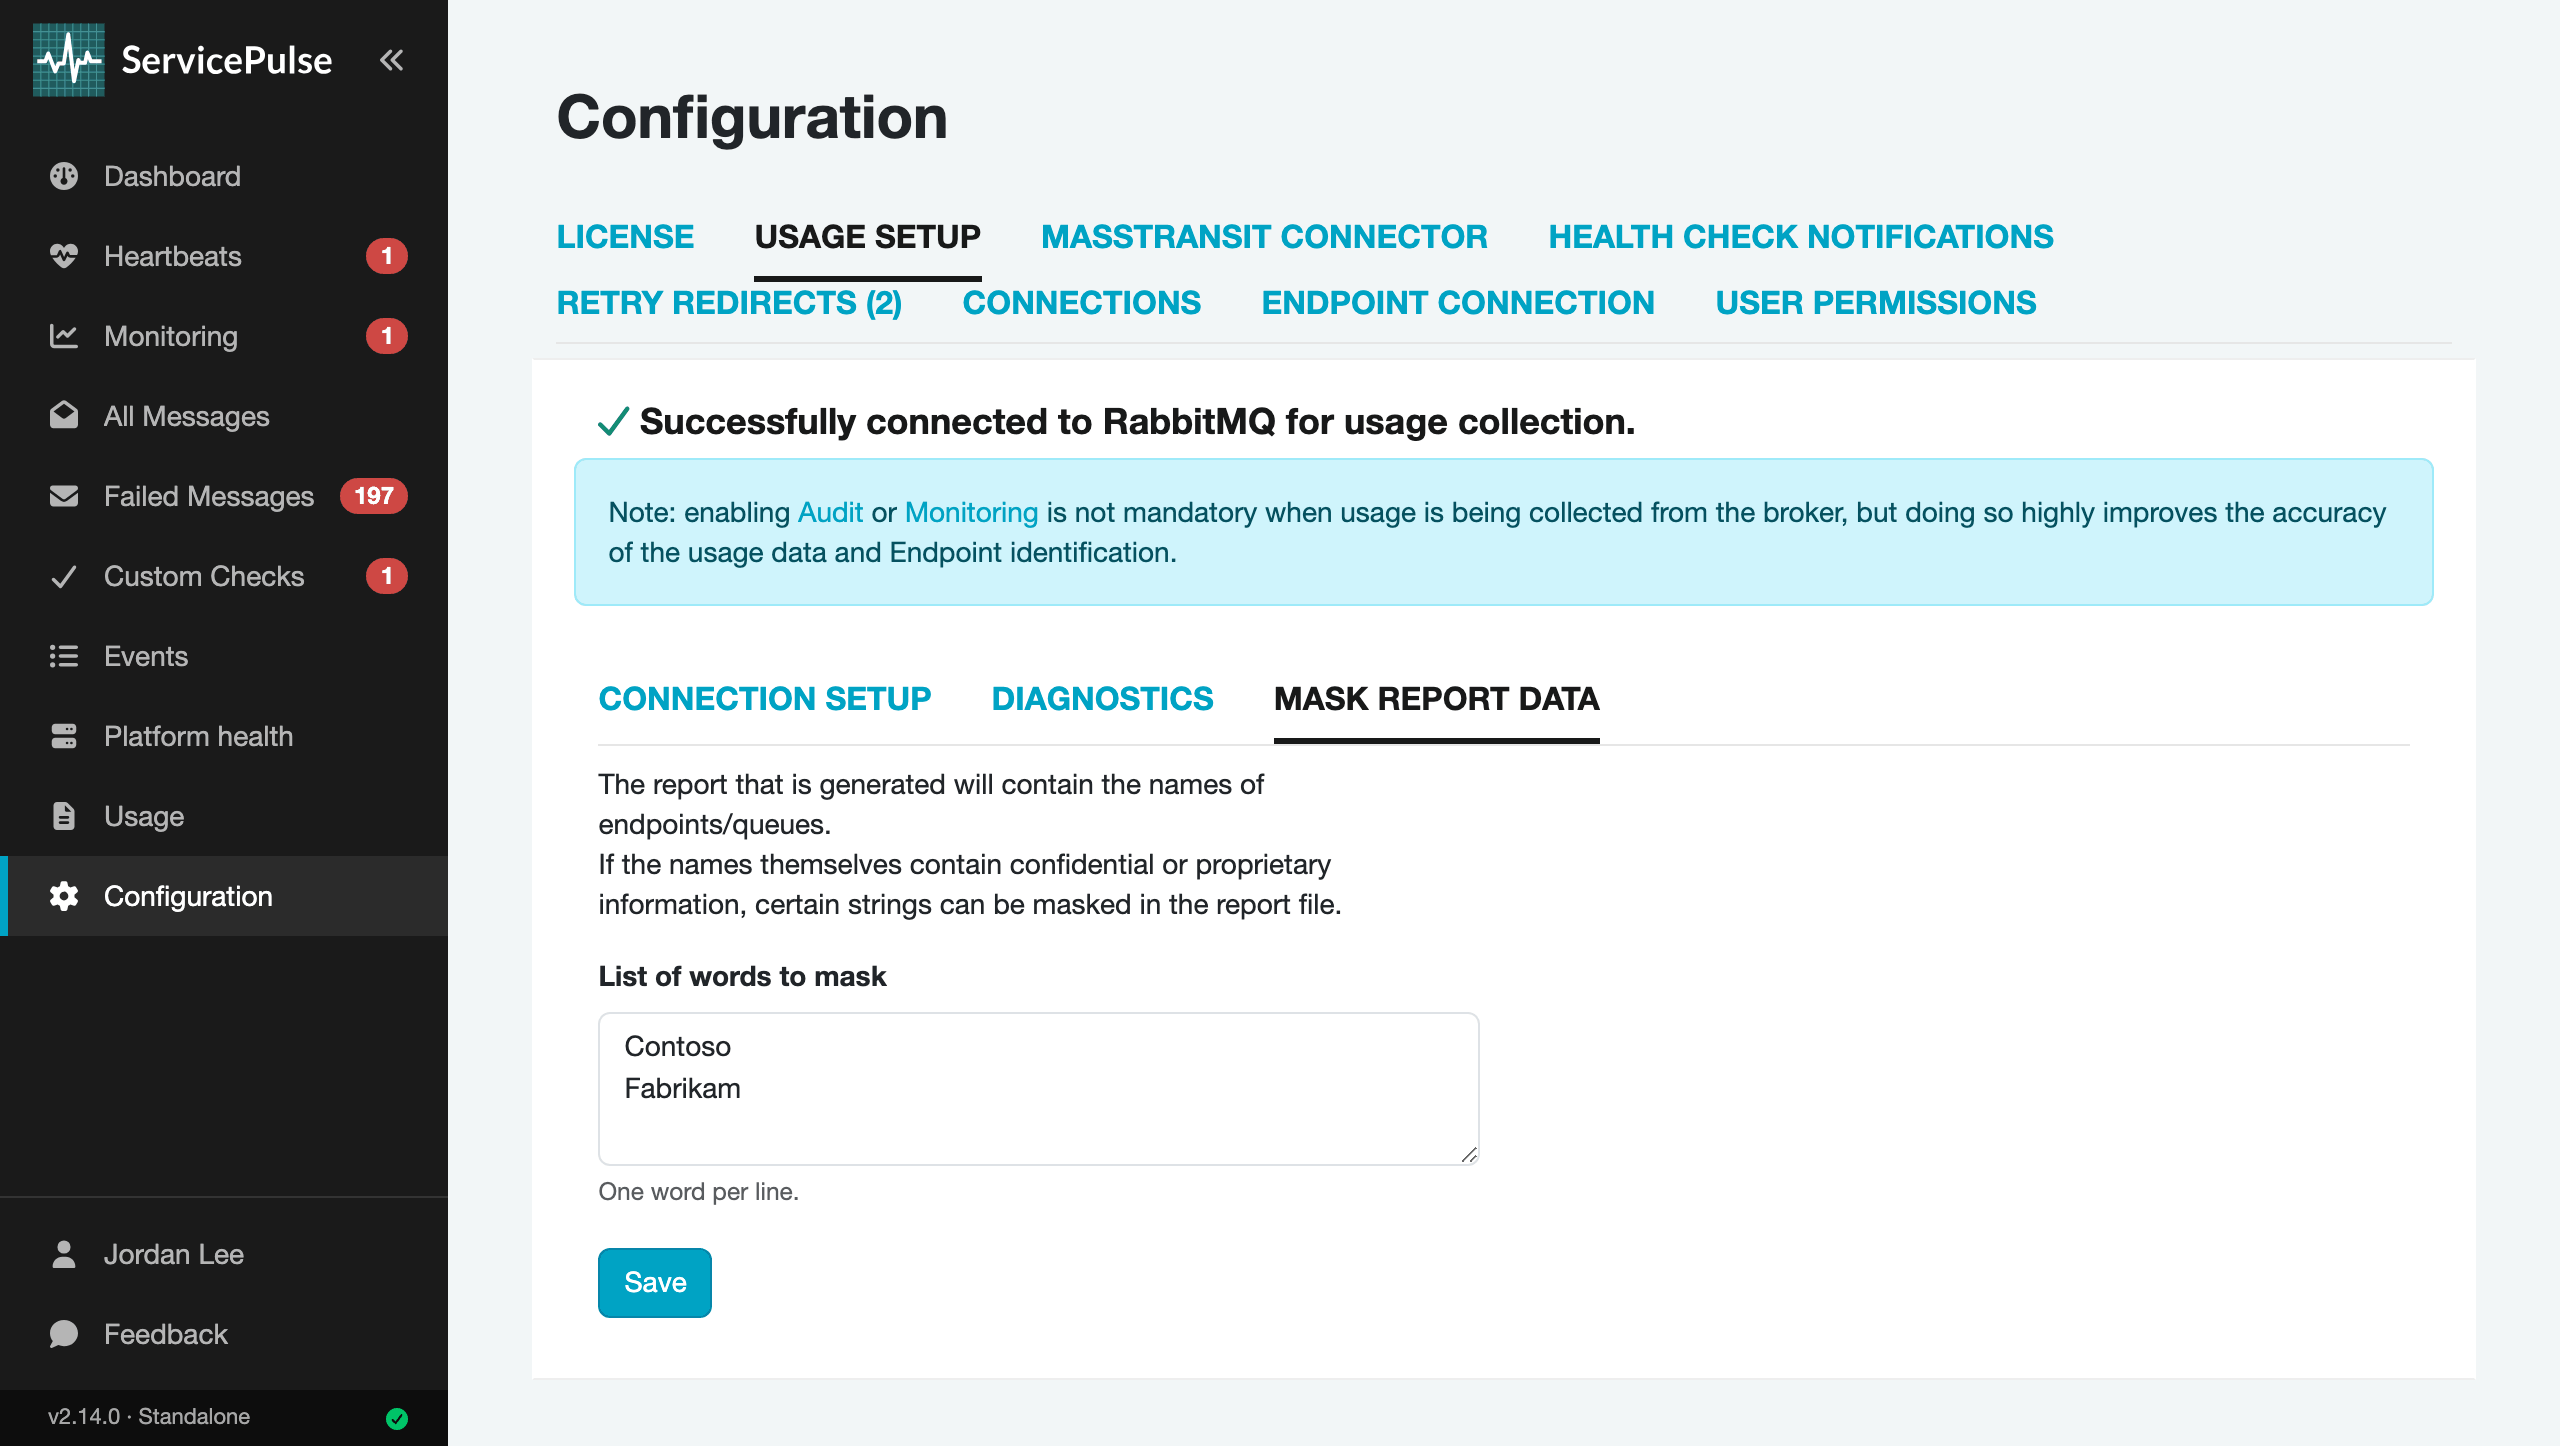 ServicePulse
Dashboard
Heartbeats 1
Monitoring 1
All Messages
Failed Messages 197
Custom Checks 1
Events
Platform health
Usage
Configuration
Jordan Lee
Feedback
v2.14.0 · Standalone
Configuration
LICENSE USAGE SETUP MASSTRANSIT CONNECTOR HEALTH CHECK NOTIFICATIONS
RETRY REDIRECTS (2) CONNECTIONS ENDPOINT CONNECTION USER PERMISSIONS
Successfully connected to RabbitMQ for usage collection.
Note: enabling Audit or Monitoring is not mandatory when usage is being collected from the broker, but doing so highly improves the accuracy
of the usage data and Endpoint identification.
CONNECTION SETUP DIAGNOSTICS MASK REPORT DATA
The report that is generated will contain the names of
endpoints/queues.
If the names themselves contain confidential or proprietary
information, certain strings can be masked in the report file.
List of words to mask
Contoso
Fabrikam
One word per line.
Save